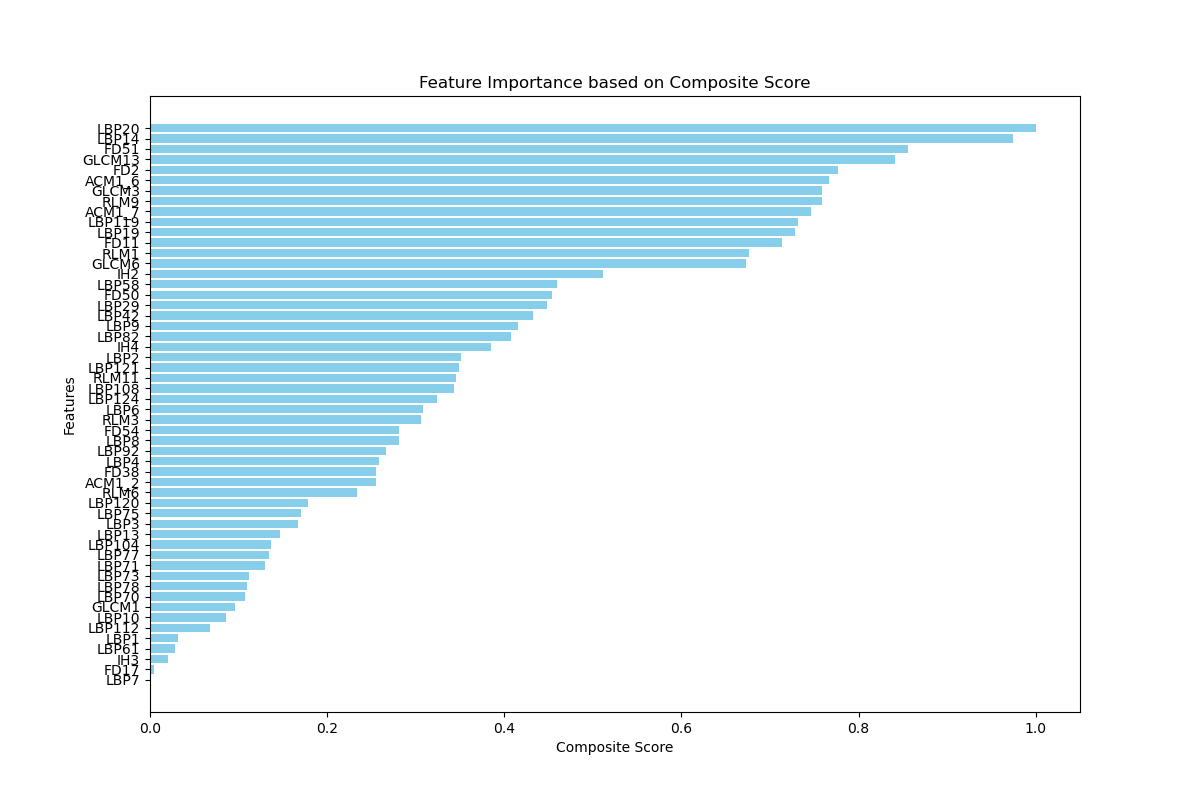 Feature Importance based on Composite Score
LBP20
LBP14
FD51
GLCM13
FD2
ACM1_6
GLCM3
RLM9
ACM1_7
LBP119
LBP19
FD11
RLM1
GLCM6
IH2
LBP58
FD50
LBP29
LBP42
LBP9
LBP82
IH4
LBP2
LBP121
RLM11
LBP108
LBP124
LBP6
RLM3
FD54
LBP8
LBP92
LBP4
FD38
ACM1_2
RLM6
LBP120
LBP75
LBP3
LBP13
LBP104
LBP77
LBP71
LBP73
LBP78
LBP70
GLCM1
LBP10
LBP112
LBP1
LBP61
IH3
FD17
LBP7
Features
0.0 0.2 0.4 0.6 0.8 1.0
Composite Score